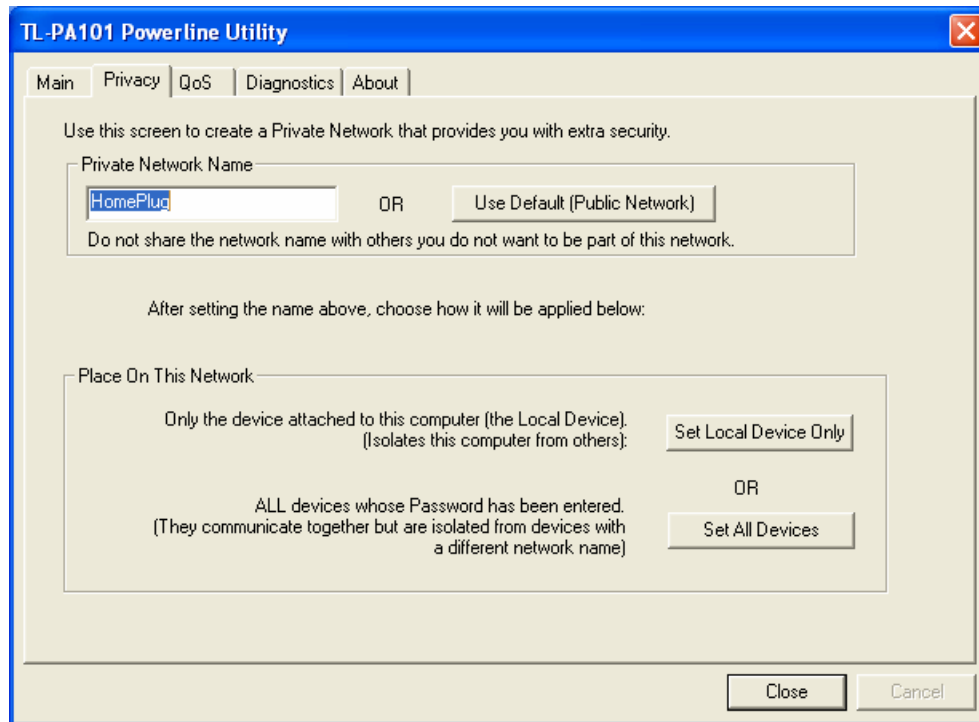 TL-PA101 Powerline Utility
Main Privacy QoS Diagnostics About
Use this screen to create a Private Network that provides you with extra security.
Private Network Name
HomePlug OR Use Default (Public Network)
Do not share the network name with others you do not want to be part of this network.
After setting the name above, choose how it will be applied below:
Place On This Network
Only the device attached to this computer (the Local Device).
(Isolates this computer from others):
Set Local Device Only
OR
ALL devices whose Password has been entered.
(They communicate together but are isolated from devices with
a different network name)
Set All Devices
Close Cancel